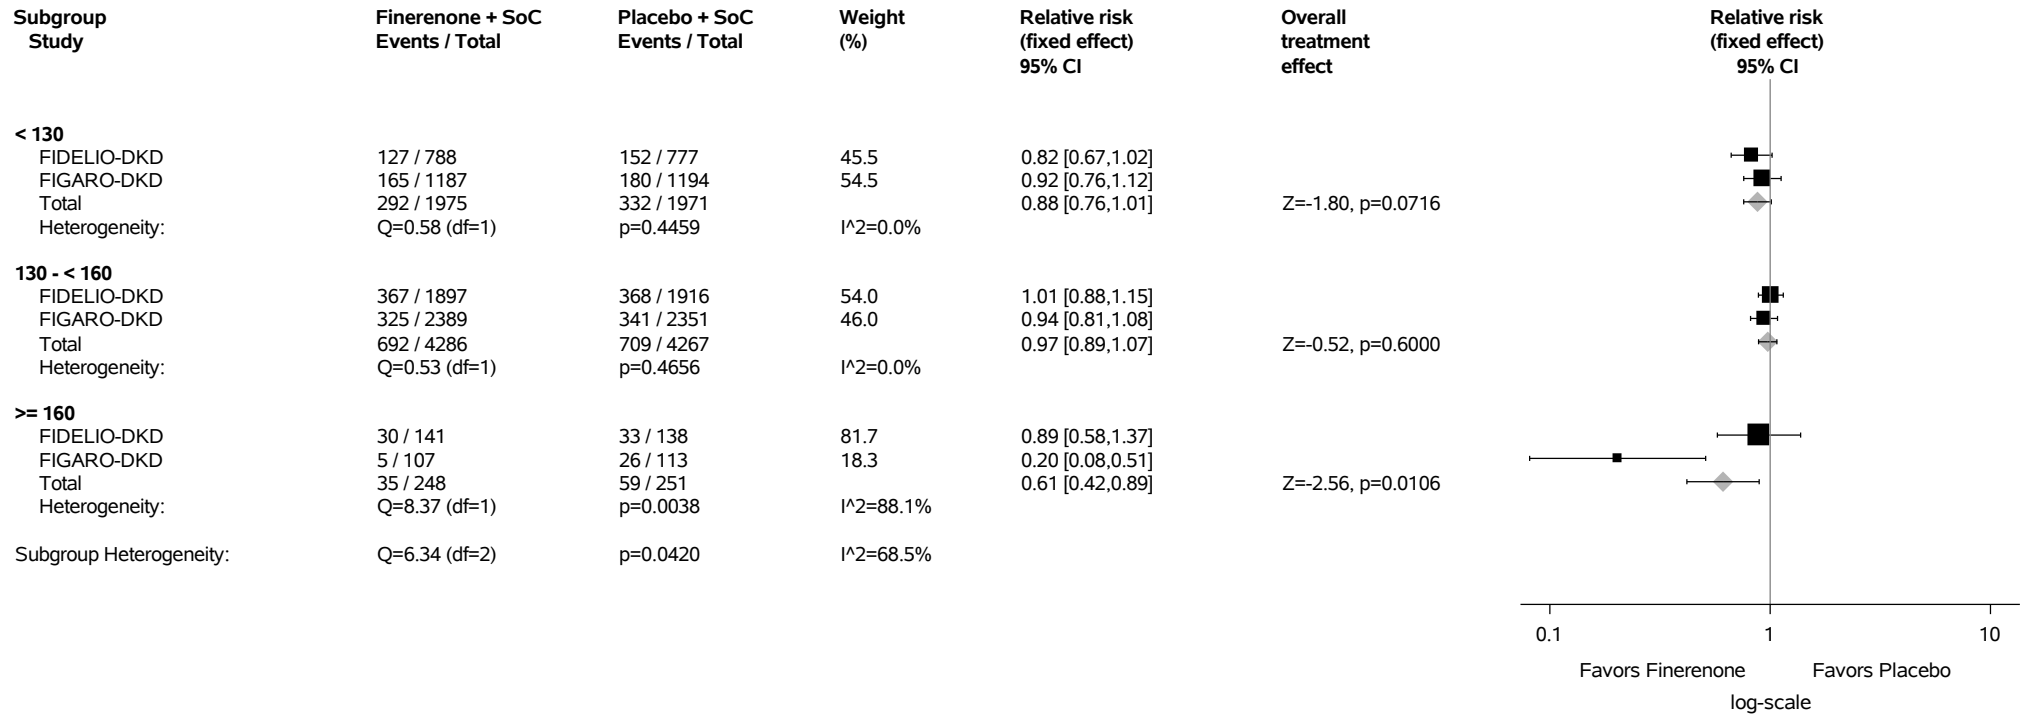 Subgroup Finerenone + SoC Placebo + SoC Weight Relative risk Overall Relative risk
Study Events / Total Events / Total (%) (fixed effect) treatment (fixed effect)
95% CI effect 95% CI
< 130
FIDELIO-DKD 127 / 788 152 / 777 45.5 0.82 [0.67,1.02]
FIGARO-DKD 165 / 1187 180 / 1194 54.5 0.92 [0.76,1.12]
Total 292 / 1975 332 / 1971 0.88 [0.76,1.01] Z=-1.80, p=0.0716
Heterogeneity: Q=0.58 (df=1) p=0.4459 I^2=0.0%
130 - < 160
FIDELIO-DKD 367 / 1897 368 / 1916 54.0 1.01 [0.88,1.15]
FIGARO-DKD 325 / 2389 341 / 2351 46.0 0.94 [0.81,1.08]
Total 692 / 4286 709 / 4267 0.97 [0.89,1.07] Z=-0.52, p=0.6000
Heterogeneity: Q=0.53 (df=1) p=0.4656 I^2=0.0%
>= 160
FIDELIO-DKD 30 / 141 33 / 138 81.7 0.89 [0.58,1.37]
FIGARO-DKD 5 / 107 26 / 113 18.3 0.20 [0.08,0.51]
Total 35 / 248 59 / 251 0.61 [0.42,0.89] Z=-2.56, p=0.0106
Heterogeneity: Q=8.37 (df=1) p=0.0038 I^2=88.1%
Subgroup Heterogeneity: Q=6.34 (df=2) p=0.0420 I^2=68.5%
0.1 1 10
Favors Finerenone Favors Placebo
log-scale